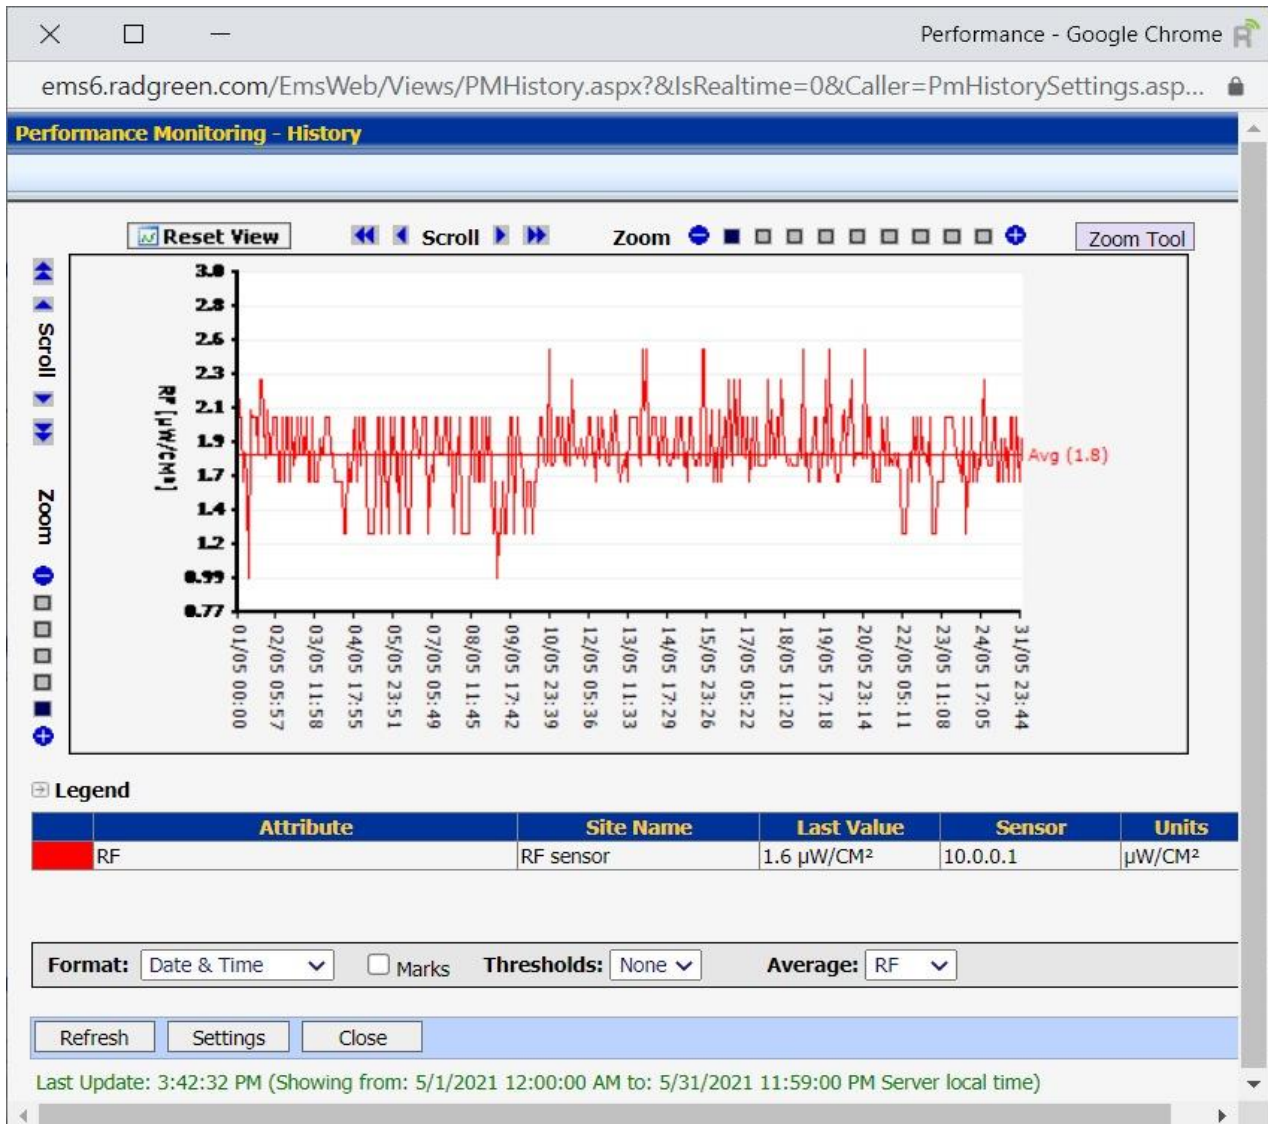 Performance - Google Chrome
ems6.radgreen.com/EmsWeb/Views/PMHistory.aspx?&IsRealtime=0&Caller=PmHistorySettings.asp...
Performance Monitoring - History
Reset View Scroll Zoom Zoom Tool
Scroll
Zoom
RF [µW/CM²]
3.0
2.8
2.6
2.3
2.1
1.9
1.7
1.4
1.2
0.99
0.77
Avg (1.8)
01/05 00:00
02/05 05:57
03/05 11:58
04/05 17:55
05/05 23:51
07/05 05:49
08/05 11:45
09/05 17:42
10/05 23:39
12/05 05:36
13/05 11:33
14/05 17:29
15/05 23:26
17/05 05:22
18/05 11:20
19/05 17:18
20/05 23:14
22/05 05:11
23/05 11:08
24/05 17:05
31/05 23:44
Legend
Attribute Site Name Last Value Sensor Units
RF RF sensor 1.6 µW/CM² 10.0.0.1 µW/CM²
Format: Date & Time Marks Thresholds: None Average: RF
Refresh Settings Close
Last Update: 3:42:32 PM (Showing from: 5/1/2021 12:00:00 AM to: 5/31/2021 11:59:00 PM Server local time)